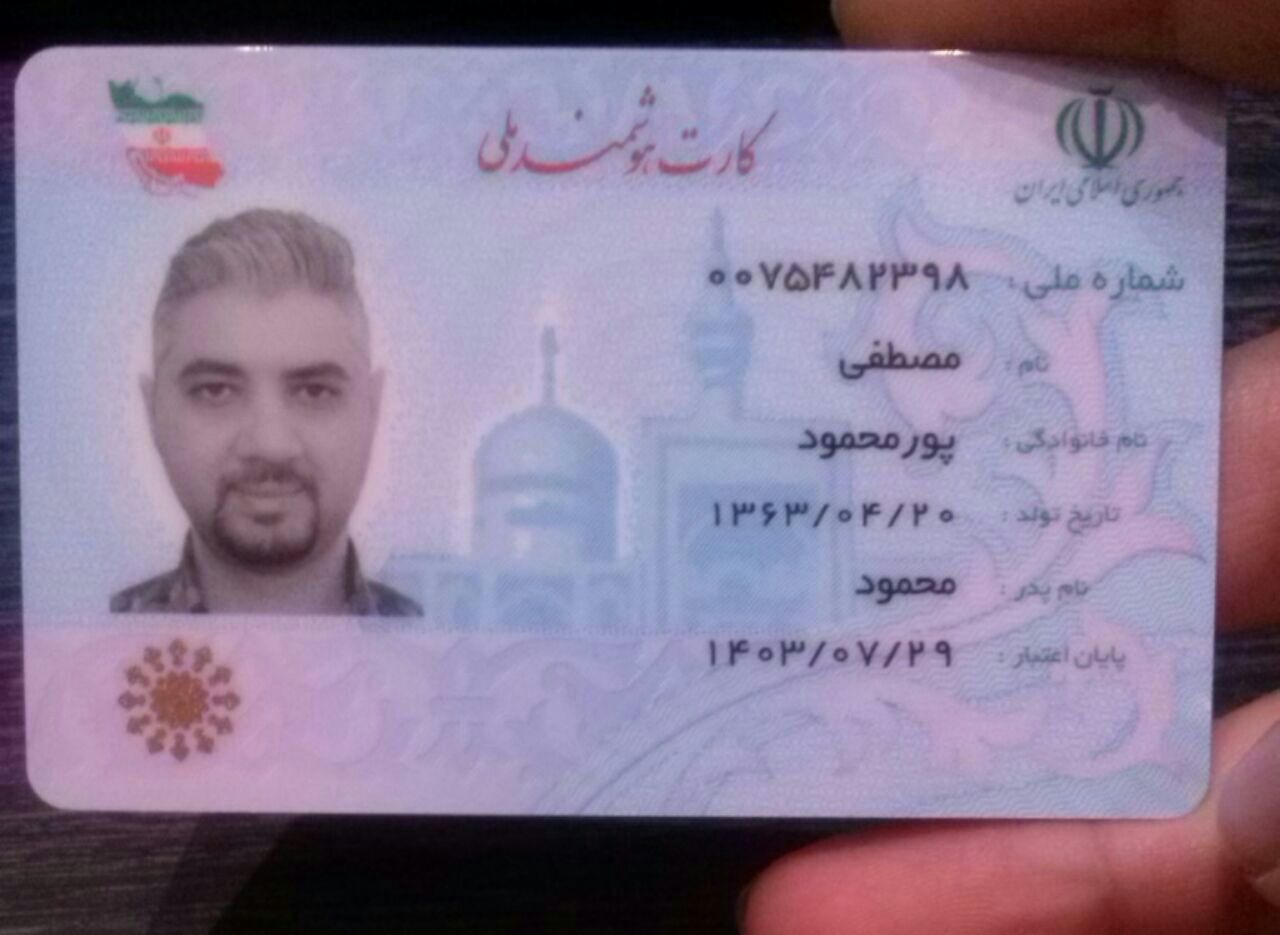 کارت هوشمند ملی
جمهوری اسلامی ایران
شماره ملی : ۰۰۷۵۴۸۲۳۹۸
نام : مصطفی
نام خانوادگی : پورمحمود
تاریخ تولد : ۱۳۶۳/۰۴/۲۰
نام پدر : محمود
پایان اعتبار : ۱۴۰۳/۰۷/۲۹